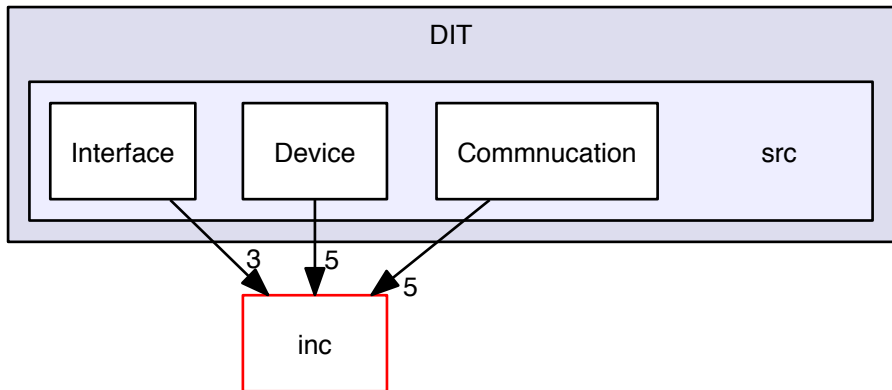 DIT
Interface
Device
Commnucation
src
3
5
5
inc